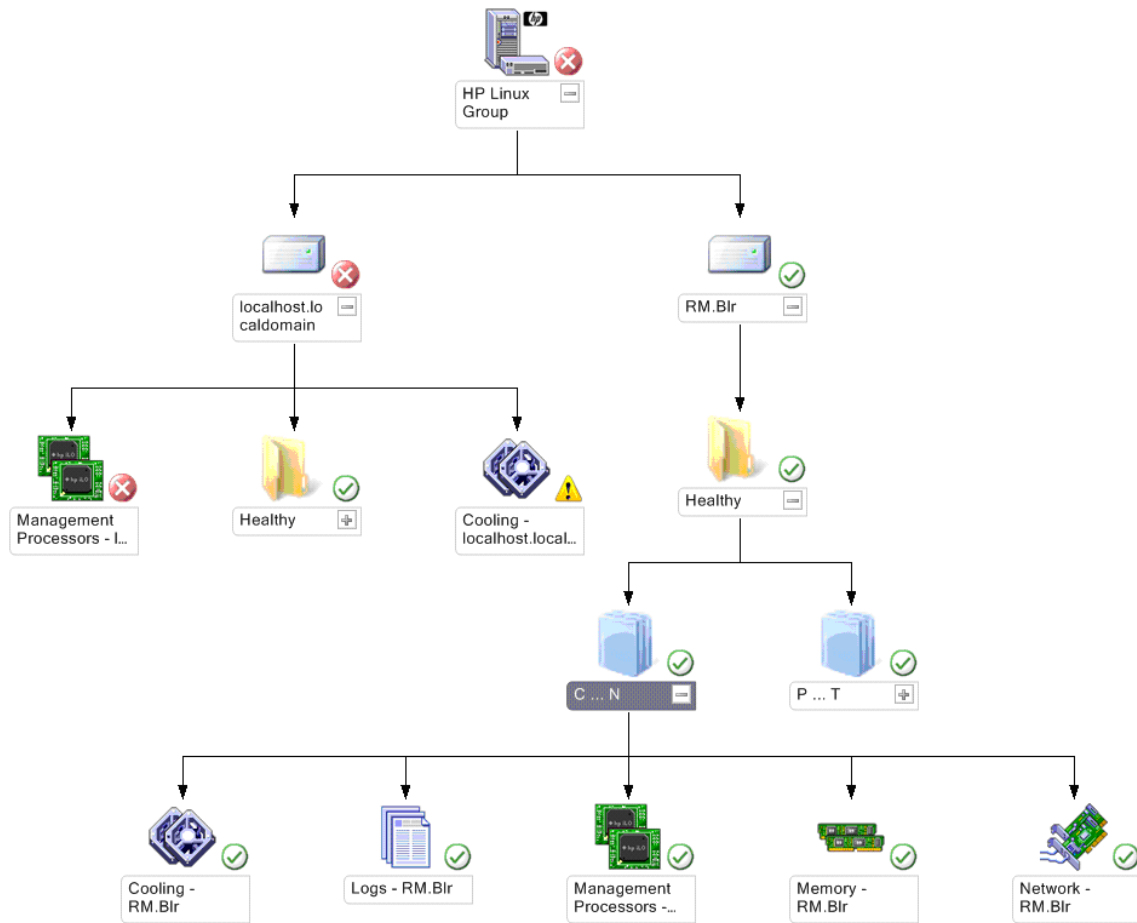 hp
HP Linux
Group
localhost.lo
caldomain
RM.Blr
Management
Processors - l...
Healthy
Cooling -
localhost.local...
Healthy
C ... N
P ... T
Cooling -
RM.Blr
Logs - RM.Blr
Management
Processors -...
Memory -
RM.Blr
Network -
RM.Blr